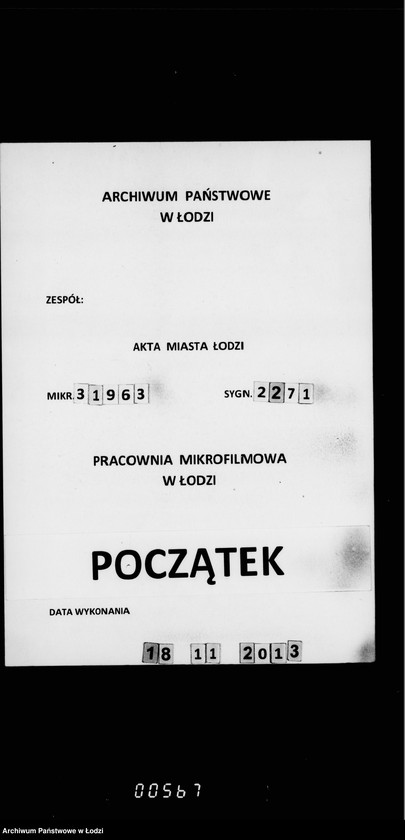 ARCHIWUM PAŃSTWOWE
W ŁODZI
ZESPÓŁ:
AKTA MIASTA ŁODZI
MIKR. 31963 SYGN. 2271
PRACOWNIA MIKROFILMOWA
W ŁODZI
POCZĄTEK
DATA WYKONANIA
18 11 2013
00567
Archiwum Państwowe w Łodzi